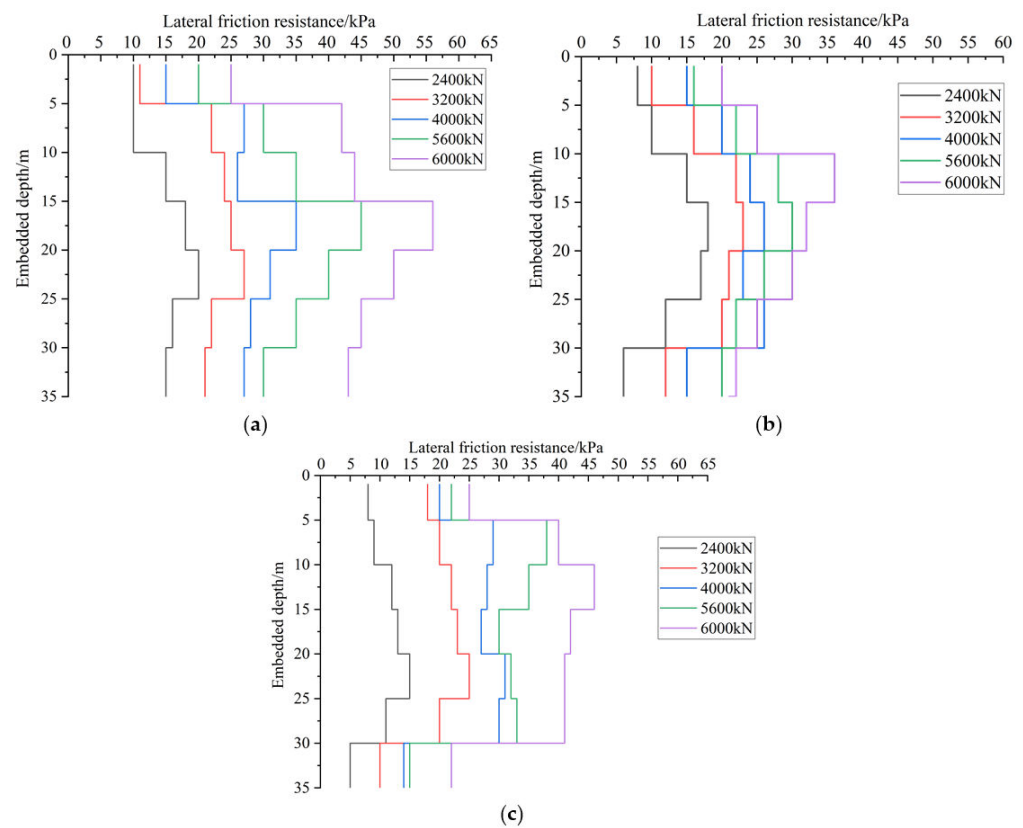 Lateral friction resistance/kPa
0 5 10 15 20 25 30 35 40 45 50 55 60 65
0
5
10
15
20
25
30
35
Embedded depth/m
2400kN
3200kN
4000kN
5600kN
6000kN
(a)
Lateral friction resistance/kPa
0 5 10 15 20 25 30 35 40 45 50 55 60
0
5
10
15
20
25
30
35
Embedded depth/m
2400kN
3200kN
4000kN
5600kN
6000kN
(b)
Lateral friction resistance/kPa
0 5 10 15 20 25 30 35 40 45 50 55 60 65
0
5
10
15
20
25
30
35
Embedded depth/m
2400kN
3200kN
4000kN
5600kN
6000kN
(c)